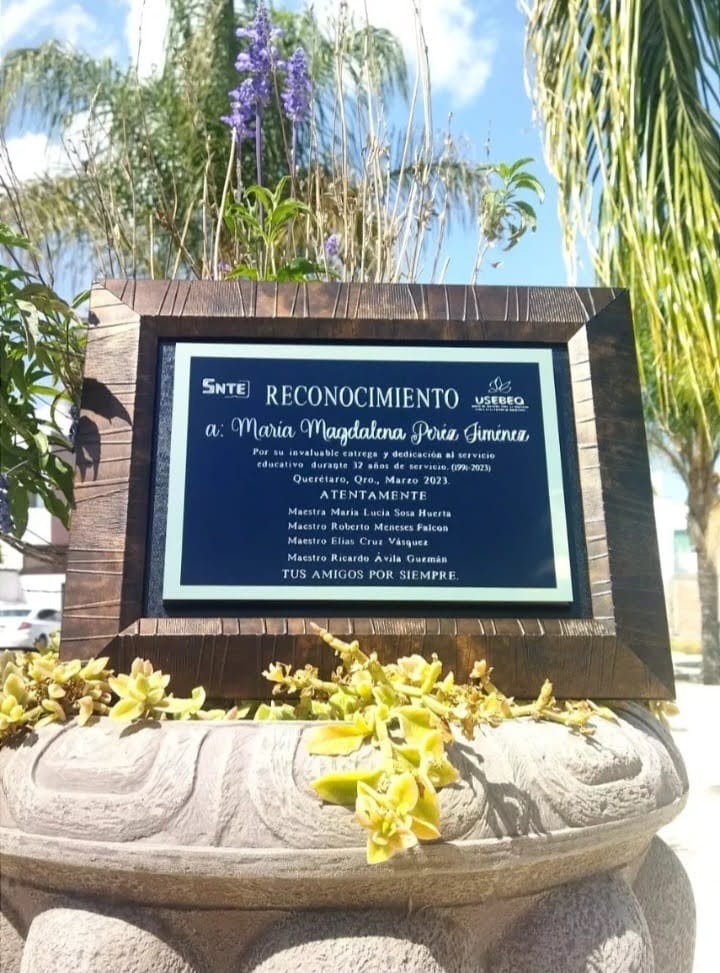 SNTE RECONOCIMIENTO USEBEQ
a: María Magdalena Peréz Jiménez
Por su invaluable entrega y dedicación al servicio
educativo durante 32 años de servicio. (1991-2023)
Querétaro, Qro., Marzo 2023.
ATENTAMENTE
Maestra María Lucia Sosa Huerta
Maestro Roberto Meneses Falcon
Maestro Elías Cruz Vásquez
Maestro Ricardo Ávila Guzmán
TUS AMIGOS POR SIEMPRE.